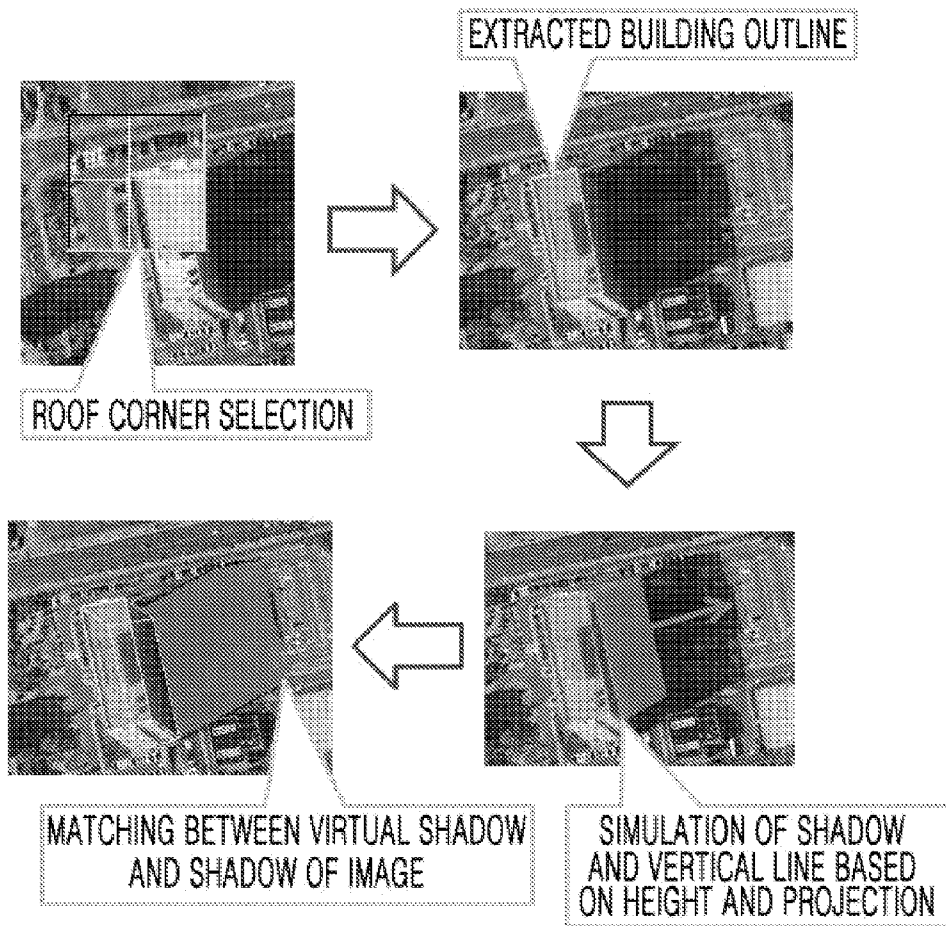 EXTRACTED BUILDING OUTLINE
ROOF CORNER SELECTION
MATCHING BETWEEN VIRTUAL SHADOW
AND SHADOW OF IMAGE
SIMULATION OF SHADOW
AND VERTICAL LINE BASED
ON HEIGHT AND PROJECTION